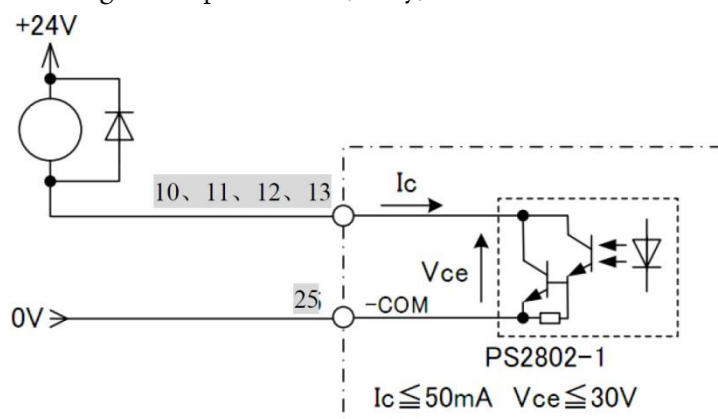 +24V
10、11、12、13
Ic
Vce
25
-COM
0V
PS2802-1
Ic≦50mA Vce≦30V